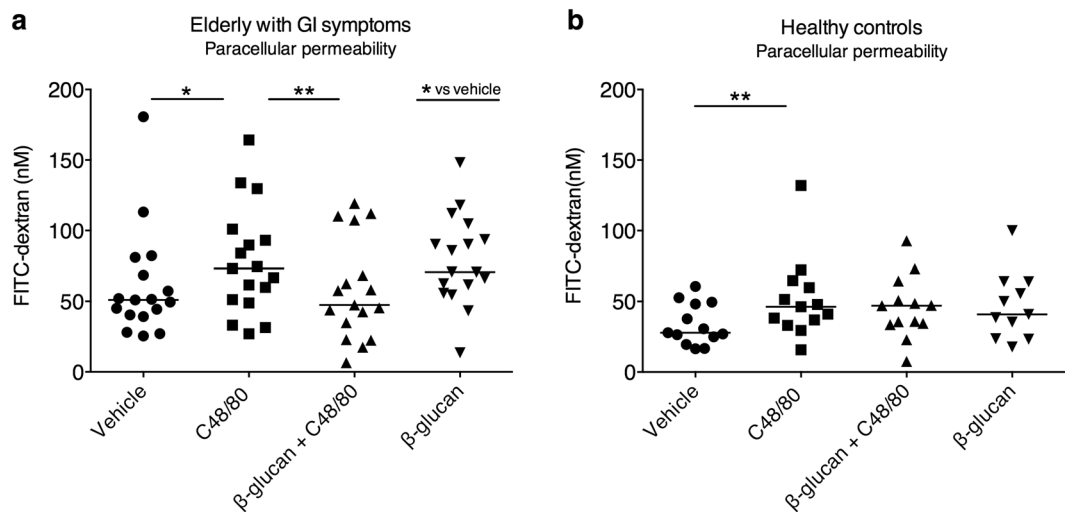 a
Elderly with GI symptoms
Paracellular permeability
FITC-dextran (nM)
200
150
100
50
0
*
**
* vs vehicle
Vehicle
C48/80
β-glucan + C48/80
β-glucan
b
Healthy controls
Paracellular permeability
FITC-dextran(nM)
200
150
100
50
0
**
Vehicle
C48/80
β-glucan + C48/80
β-glucan